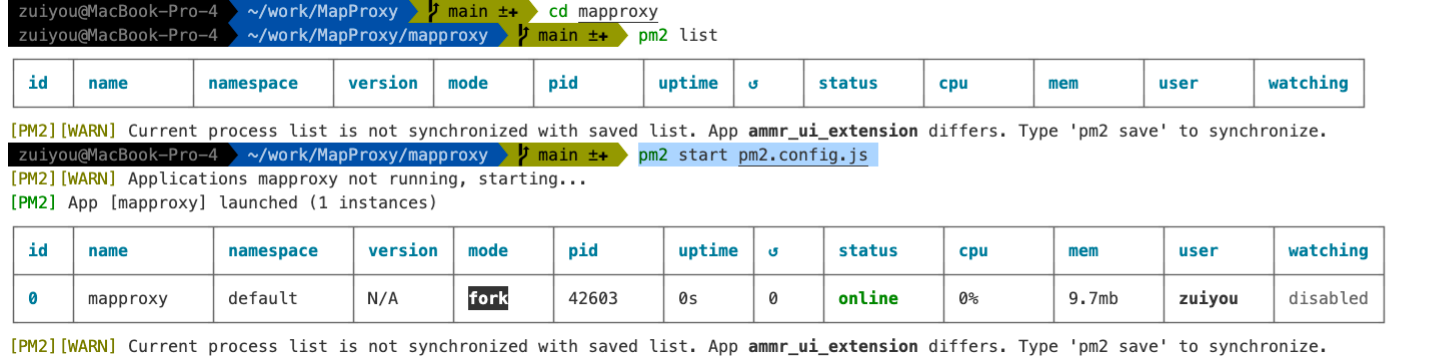 zuiyou@MacBook-Pro-4 ~/work/MapProxy main ±+ cd mapproxy
zuiyou@MacBook-Pro-4 ~/work/MapProxy/mapproxy main ±+ pm2 list
id name namespace version mode pid uptime ↺ status cpu mem user watching
[PM2][WARN] Current process list is not synchronized with saved list. App ammr_ui_extension differs. Type 'pm2 save' to synchronize.
zuiyou@MacBook-Pro-4 ~/work/MapProxy/mapproxy main ±+ pm2 start pm2.config.js
[PM2][WARN] Applications mapproxy not running, starting...
[PM2] App [mapproxy] launched (1 instances)
id name namespace version mode pid uptime ↺ status cpu mem user watching
0 mapproxy default N/A fork 42603 0s 0 online 0% 9.7mb zuiyou disabled
[PM2][WARN] Current process list is not synchronized with saved list. App ammr_ui_extension differs. Type 'pm2 save' to synchronize.